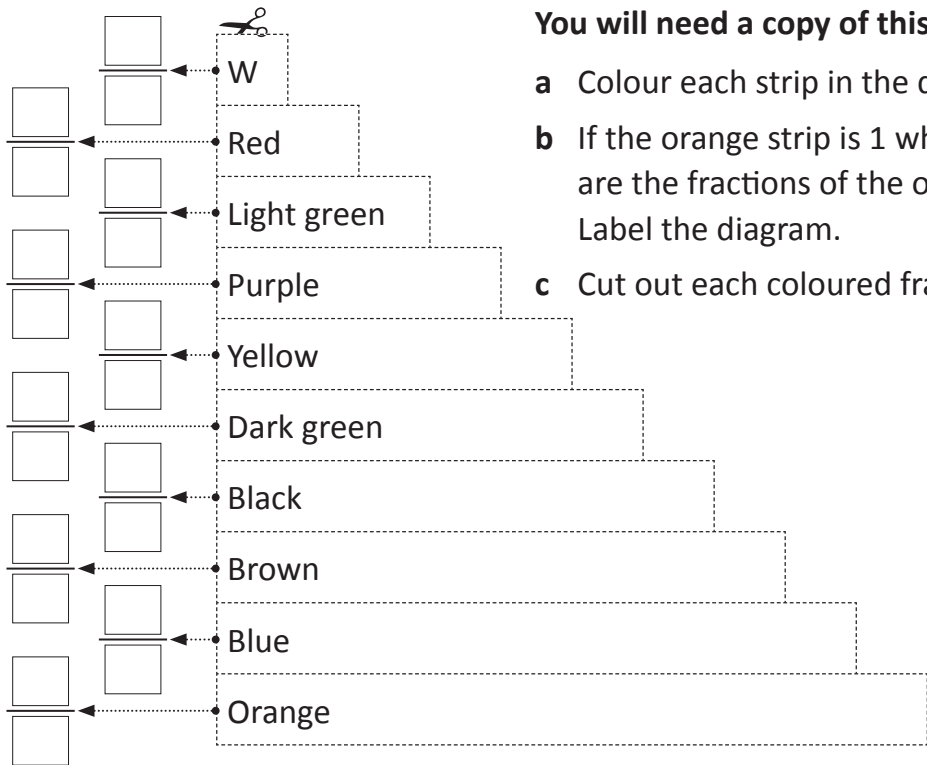 You will need a copy of this
a Colour each strip in the
b If the orange strip is 1
are the fractions of the
Label the diagram.
c Cut out each coloured
W
Red
Light green
Purple
Yellow
Dark green
Black
Brown
Blue
Orange